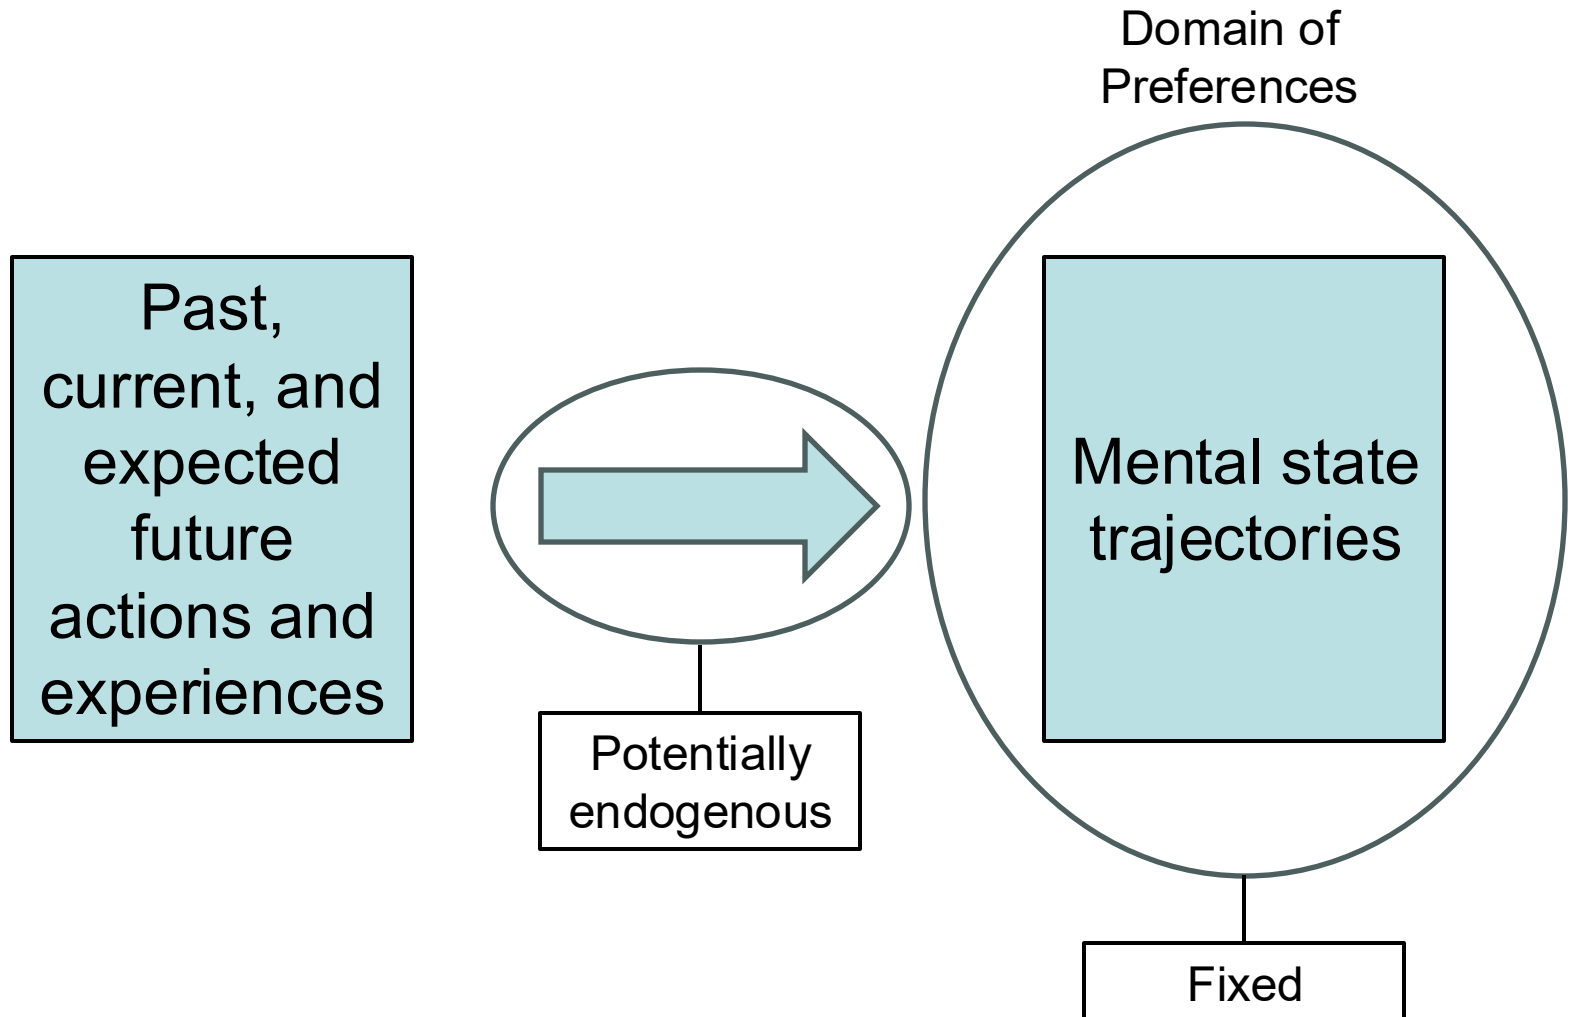 Domain of
Preferences
Past,
current, and
expected
future
actions and
experiences
Mental state
trajectories
Potentially
endogenous
Fixed